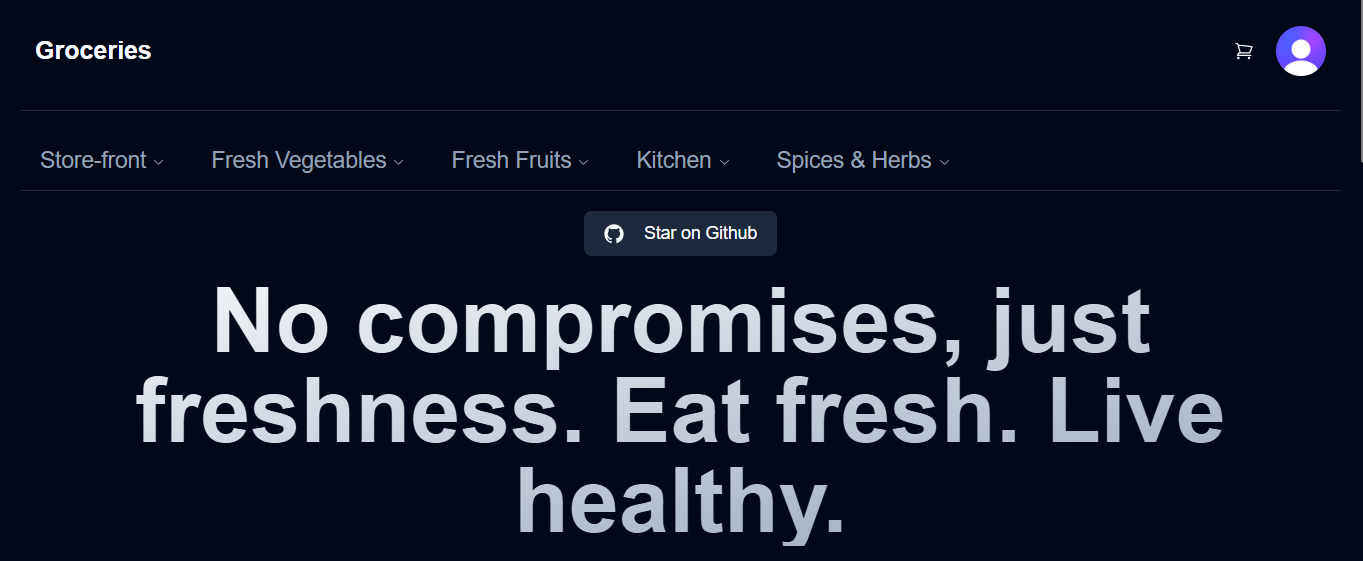 Groceries
Store-front
Fresh Vegetables
Fresh Fruits
Kitchen
Spices & Herbs
Star on Github
No compromises, just
freshness. Eat fresh. Live
healthy.